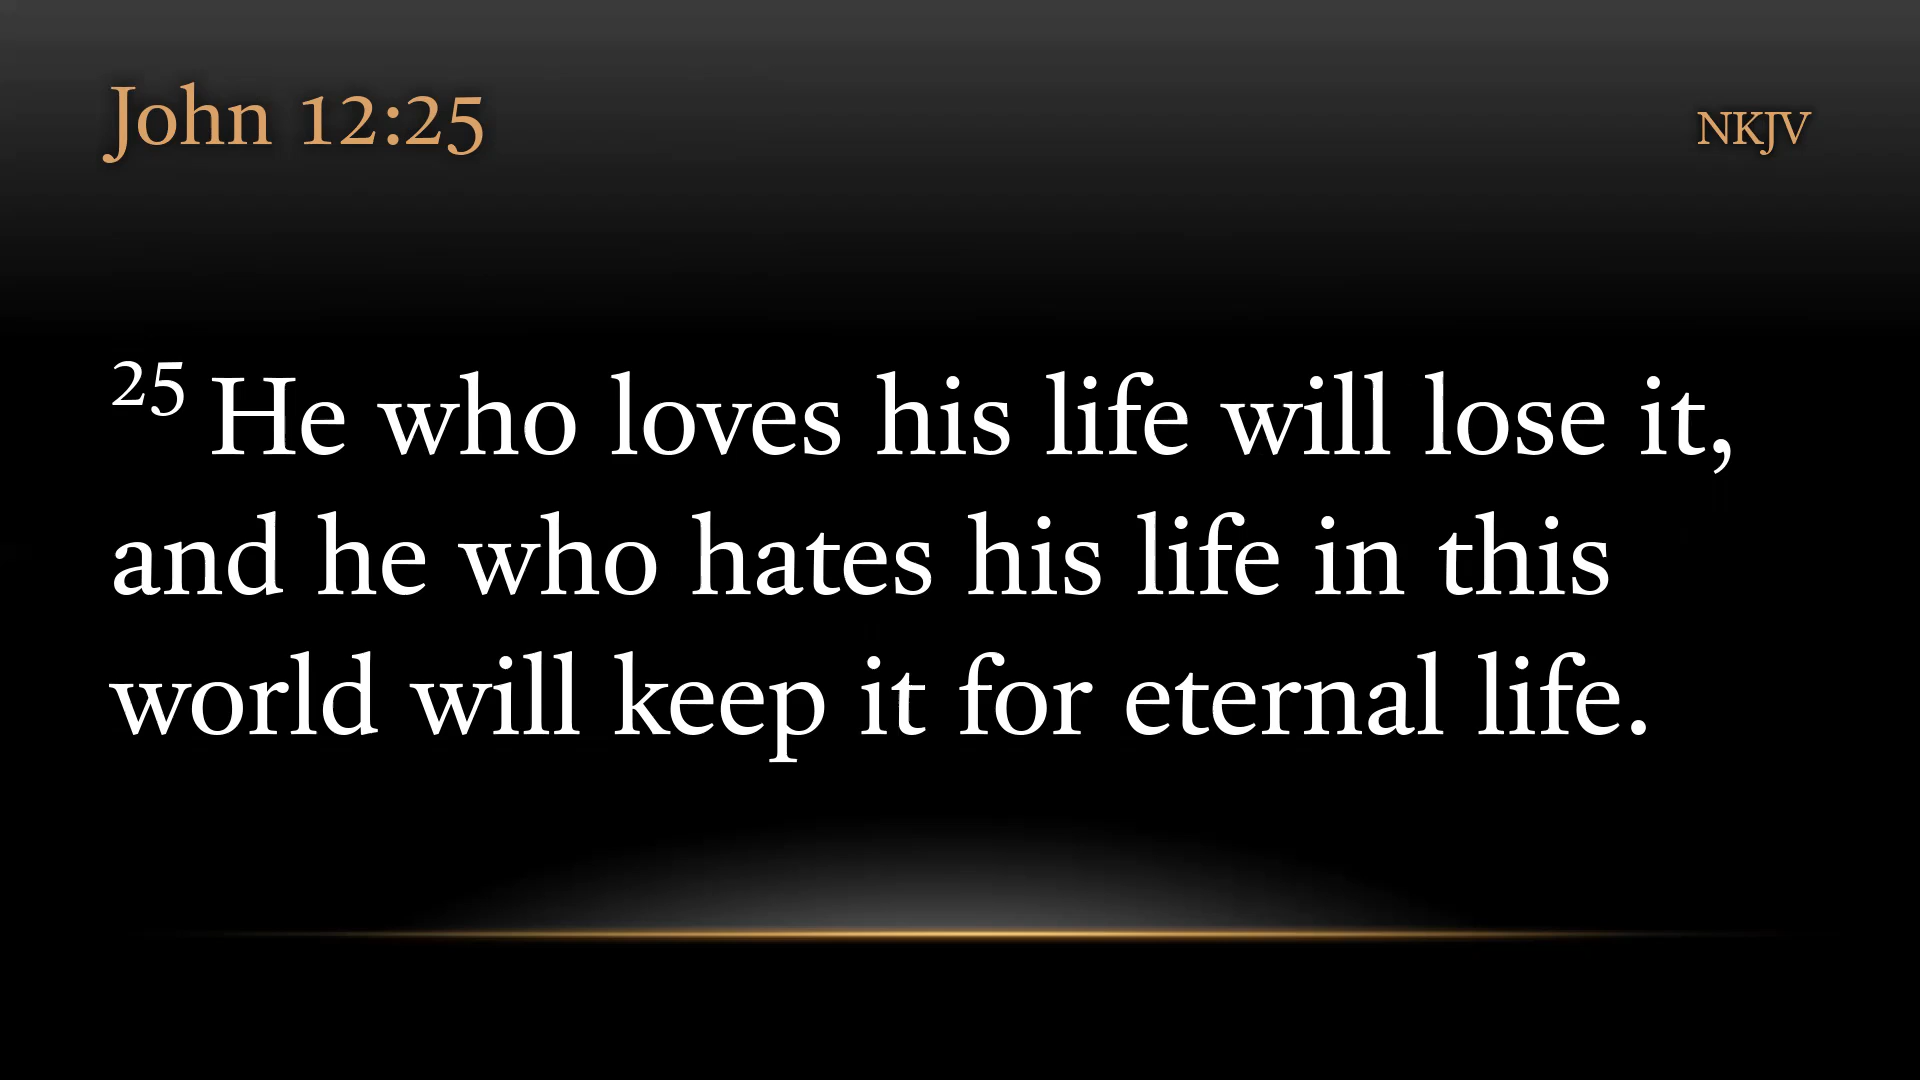 John 12:25
NKJV
25 He who loves his life will lose it,
and he who hates his life in this
world will keep it for eternal life.